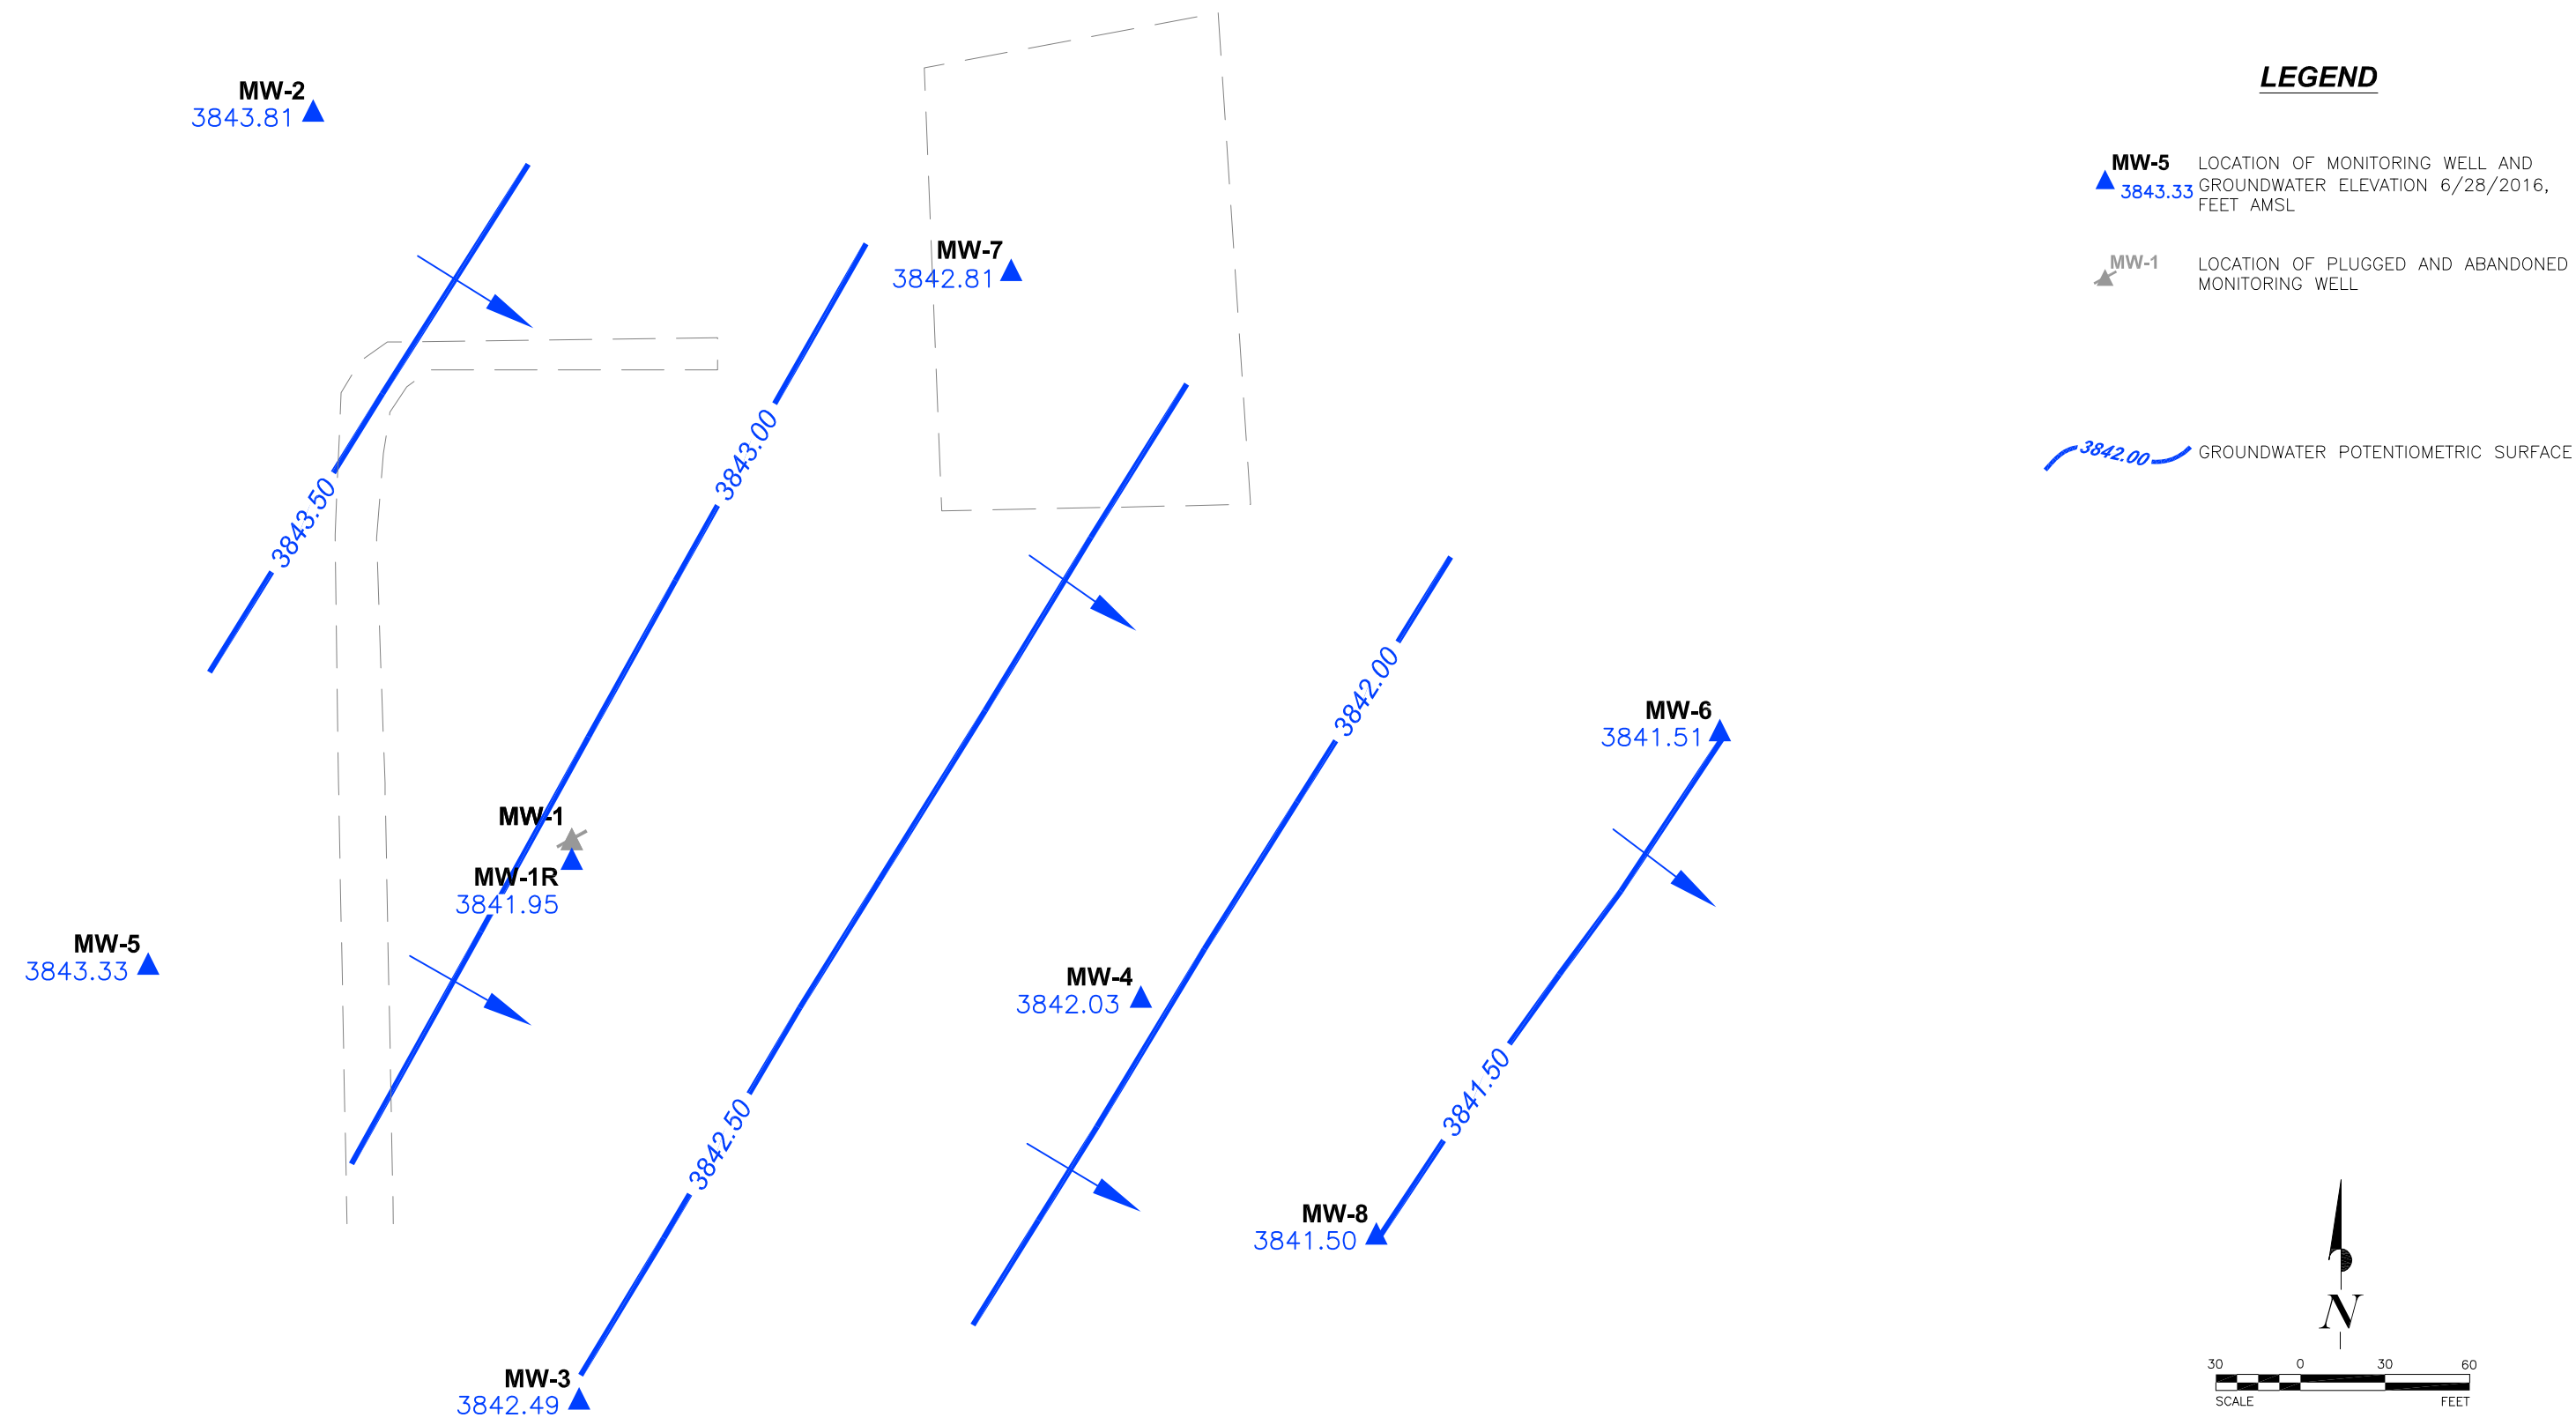 LEGEND
MW-2
3843.81
MW-5
3843.33
LOCATION OF MONITORING WELL AND
GROUNDWATER ELEVATION 6/28/2016,
FEET AMSL
MW-7
3842.81
MW-1
LOCATION OF PLUGGED AND ABANDONED
MONITORING WELL
3843.00
3842.00
GROUNDWATER POTENTIOMETRIC SURFACE
3843.50
3842.00
MW-6
3841.51
MW-1
MW-1R
3841.95
MW-5
3843.33
MW-4
3842.03
3841.50
3842.50
MW-8
3841.50
N
MW-3
3842.49
30 0 30 60
SCALE FEET